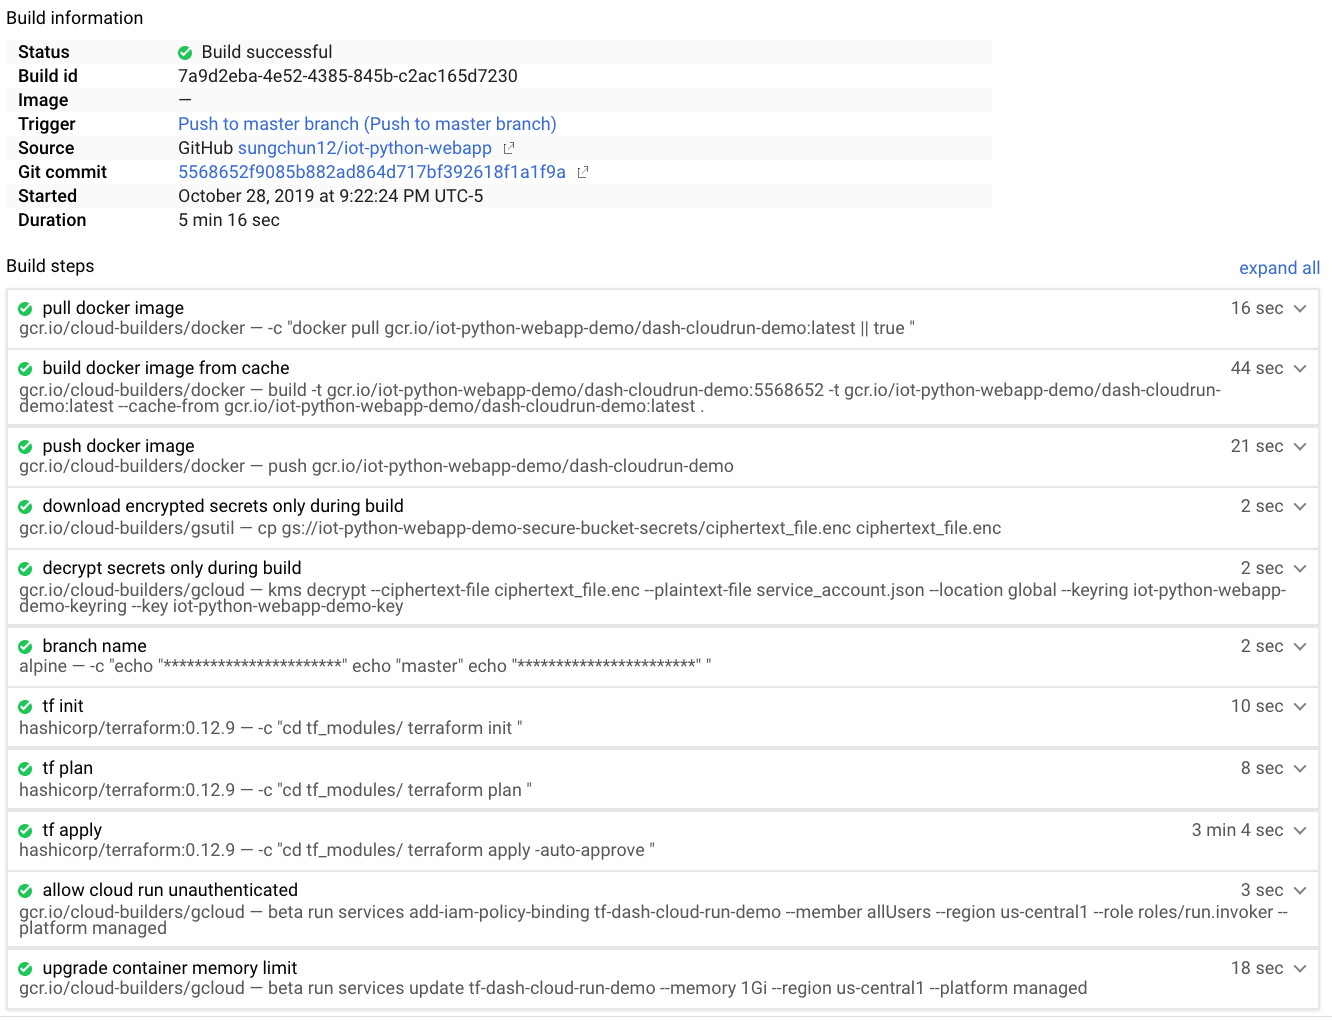 Build information
Status Build successful
Build id 7a9d2eba-4e52-4385-845b-c2ac165d7230
Image —
Trigger Push to master branch (Push to master branch)
Source GitHub sungchun12/iot-python-webapp
Git commit 5568652f9085b882ad864d717bf392618f1a1f9a
Started October 28, 2019 at 9:22:24 PM UTC-5
Duration 5 min 16 sec
Build steps expand all
pull docker image 16 sec
gcr.io/cloud-builders/docker — -c "docker pull gcr.io/iot-python-webapp-demo/dash-cloudrun-demo:latest || true "
build docker image from cache 44 sec
gcr.io/cloud-builders/docker — build -t gcr.io/iot-python-webapp-demo/dash-cloudrun-demo:5568652 -t gcr.io/iot-python-webapp-demo/dash-cloudrun-
demo:latest --cache-from gcr.io/iot-python-webapp-demo/dash-cloudrun-demo:latest .
push docker image 21 sec
gcr.io/cloud-builders/docker — push gcr.io/iot-python-webapp-demo/dash-cloudrun-demo
download encrypted secrets only during build 2 sec
gcr.io/cloud-builders/gsutil — cp gs://iot-python-webapp-demo-secure-bucket-secrets/ciphertext_file.enc ciphertext_file.enc
decrypt secrets only during build 2 sec
gcr.io/cloud-builders/gcloud — kms decrypt --ciphertext-file ciphertext_file.enc --plaintext-file service_account.json --location global --keyring iot-python-webapp-
demo-keyring --key iot-python-webapp-demo-key
branch name 2 sec
alpine — -c "echo "***********************" echo "master" echo "***********************" "
tf init 10 sec
hashicorp/terraform:0.12.9 — -c "cd tf_modules/ terraform init "
tf plan 8 sec
hashicorp/terraform:0.12.9 — -c "cd tf_modules/ terraform plan "
tf apply 3 min 4 sec
hashicorp/terraform:0.12.9 — -c "cd tf_modules/ terraform apply -auto-approve "
allow cloud run unauthenticated 3 sec
gcr.io/cloud-builders/gcloud — beta run services add-iam-policy-binding tf-dash-cloud-run-demo --member allUsers --region us-central1 --role roles/run.invoker --
platform managed
upgrade container memory limit 18 sec
gcr.io/cloud-builders/gcloud — beta run services update tf-dash-cloud-run-demo --memory 1Gi --region us-central1 --platform managed